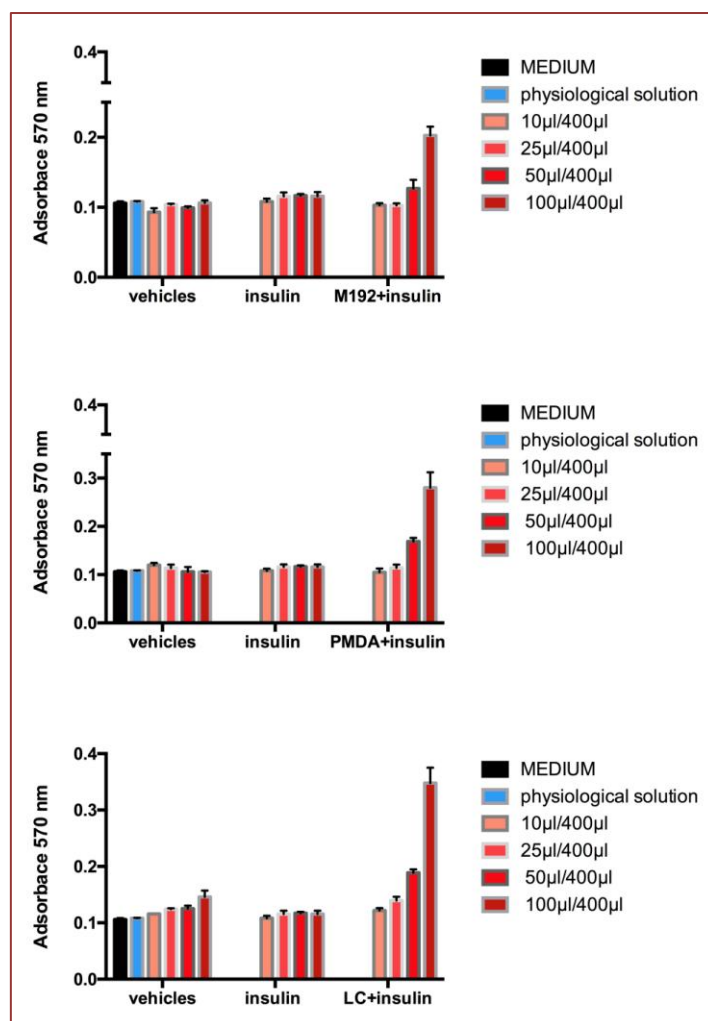 0.4
MEDIUM
physiological solution
0.2
10µl/400µl
25µl/400µl
50µl/400µl
0.1
100µl/400µl
0.0
Adsorbace 570 nm
vehicles insulin M192+insulin
0.4
MEDIUM
physiological solution
0.3
10µl/400µl
25µl/400µl
0.2
50µl/400µl
100µl/400µl
0.1
0.0
Adsorbace 570 nm
vehicles insulin PMDA+insulin
0.4
MEDIUM
physiological solution
0.3
10µl/400µl
25µl/400µl
0.2
50µl/400µl
100µl/400µl
0.1
0.0
Adsorbace 570 nm
vehicles insulin LC+insulin